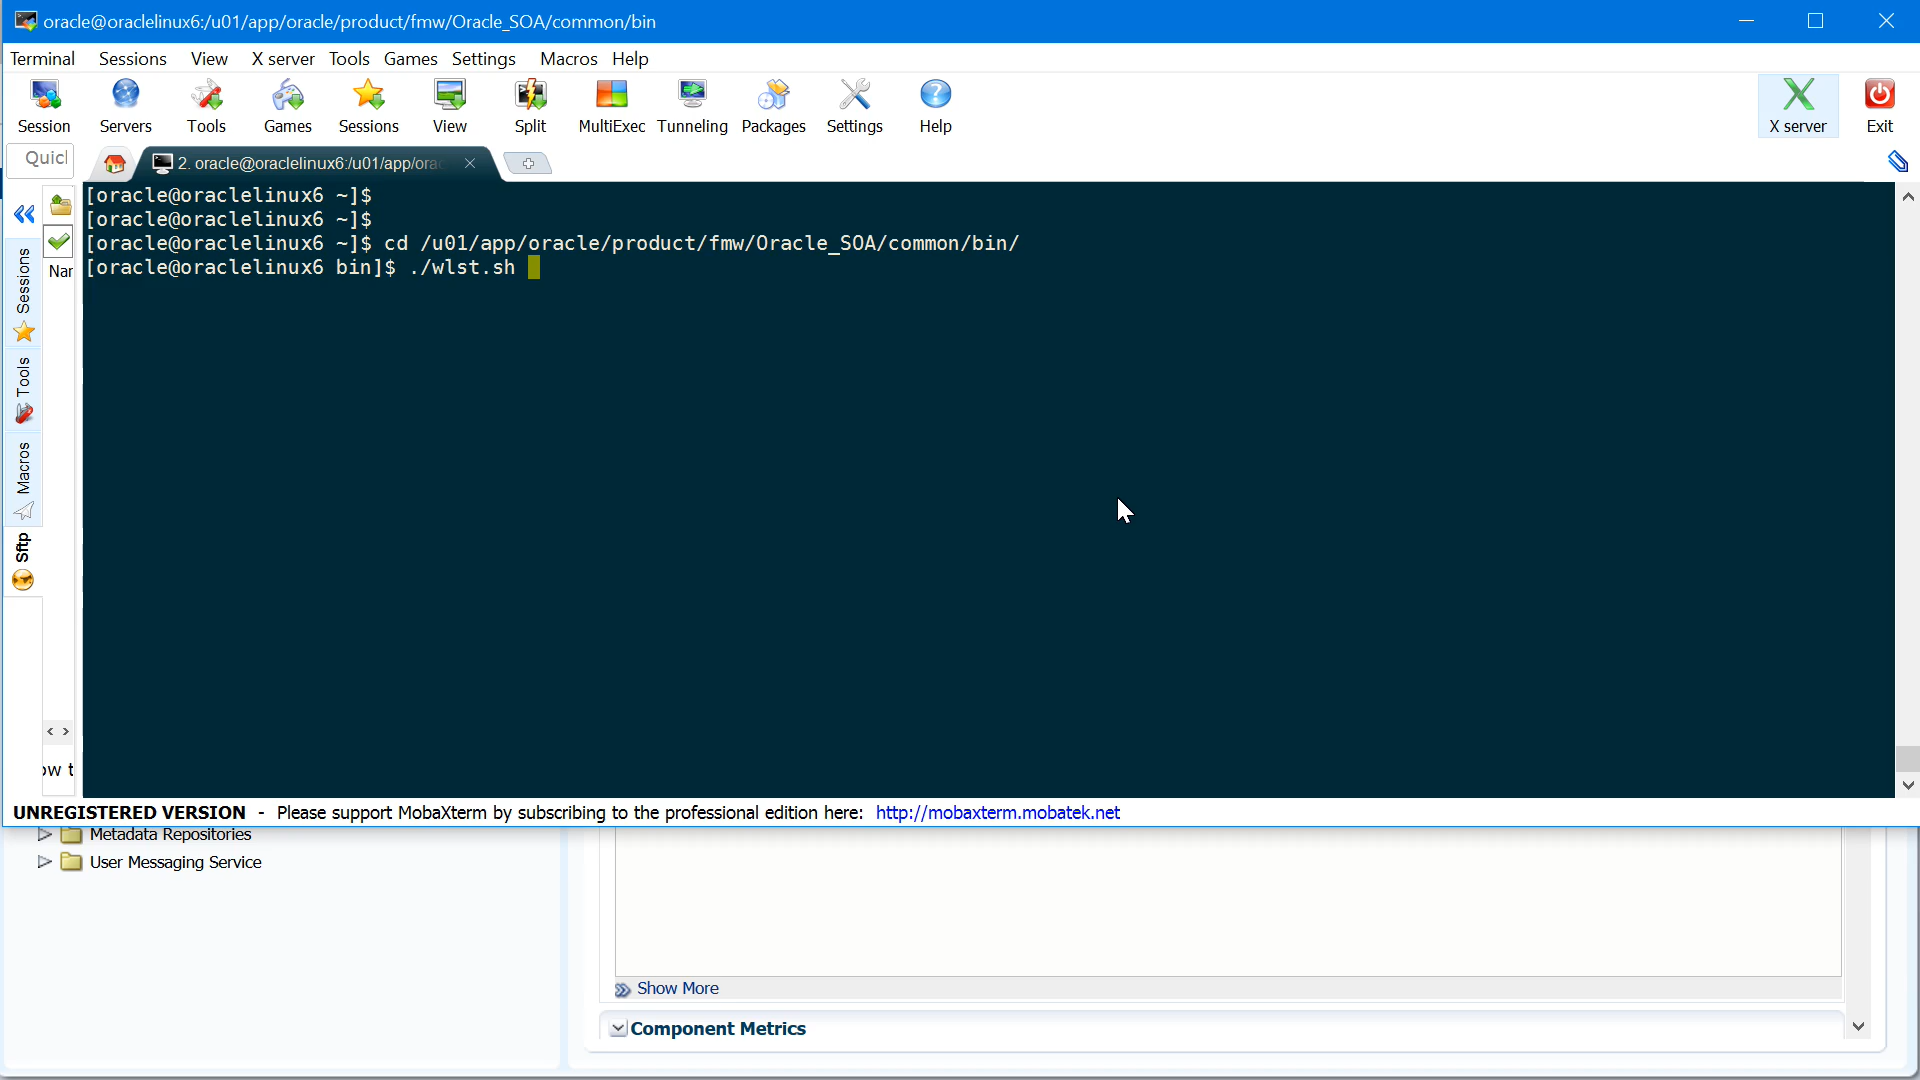 oracle@oraclelinux6:/u01/app/oracle/product/fmw/Oracle_SOA/common/bin
Terminal Sessions View X server Tools Games Settings Macros Help
Session Servers Tools Games Sessions View Split MultiExec Tunneling Packages Settings Help X server Exit
Quicl
2. oracle@oraclelinux6:/u01/app/orac
[oracle@oraclelinux6 ~]$
[oracle@oraclelinux6 ~]$
[oracle@oraclelinux6 ~]$ cd /u01/app/oracle/product/fmw/Oracle_SOA/common/bin/
[oracle@oraclelinux6 bin]$ ./wlst.sh
Nar
Sessions
Tools
Macros
Sftp
ow t
UNREGISTERED VERSION - Please support MobaXterm by subscribing to the professional edition here: http://mobaxterm.mobatek.net
Metadata Repositories
User Messaging Service
Show More
Component Metrics